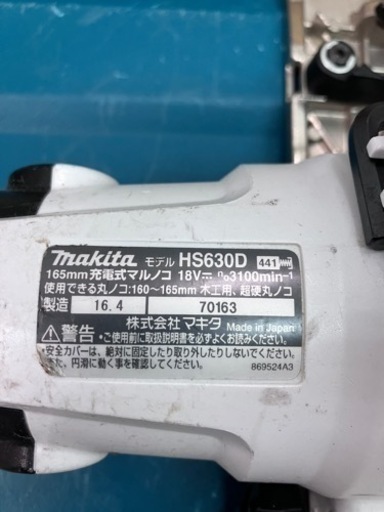 makita モデル HS630D 441
165mm充電式マルノコ 18V⎓ n₀3100min⁻¹
使用できる丸ノコ:160～165mm 木工用、超硬丸ノコ
製造 16.4 70163
株式会社マキタ Made in Japan
⚠警告 •ご使用前に取扱説明書を必ずよくお読みください。
•安全カバーは、絶対に固定したり取り外したりしないでください。
また、円滑に動く事を確認してください。 869524A3